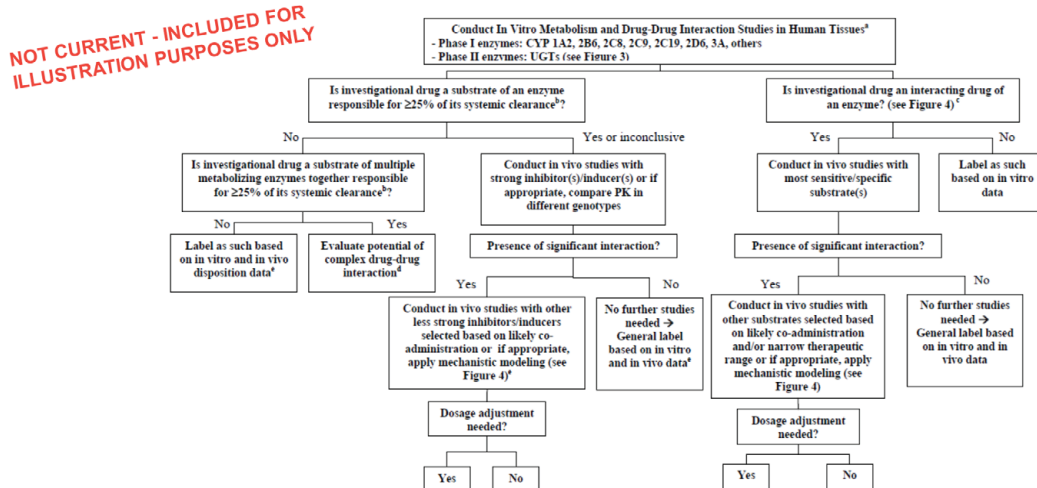 NOT CURRENT - INCLUDED FOR
ILLUSTRATION PURPOSES ONLY
Conduct In Vitro Metabolism and Drug-Drug Interaction Studies in Human Tissuesᵃ
- Phase I enzymes: CYP 1A2, 2B6, 2C8, 2C9, 2C19, 2D6, 3A, others
- Phase II enzymes: UGTs (see Figure 3)
Is investigational drug a substrate of an enzyme
responsible for ≥25% of its systemic clearanceᵇ?
Is investigational drug an interacting drug of
an enzyme? (see Figure 4) ᶜ
No
Yes or inconclusive
Yes
No
Is investigational drug a substrate of multiple
metabolizing enzymes together responsible
for ≥25% of its systemic clearanceᵇ?
Conduct in vivo studies with
strong inhibitor(s)/inducer(s) or if
appropriate, compare PK in
different genotypes
Conduct in vivo studies with
most sensitive/specific
substrate(s)
Label as such
based on in vitro
data
No
Yes
Label as such based
on in vitro and in vivo
disposition dataᵉ
Evaluate potential of
complex drug-drug
interactionᵈ
Presence of significant interaction?
Presence of significant interaction?
Yes
No
Yes
No
Conduct in vivo studies with other
less strong inhibitors/inducers
selected based on likely co-
administration or if appropriate,
apply mechanistic modeling (see
Figure 4)ᵉ
No further studies
needed →
General label
based on in vitro
and in vivo dataᵉ
Conduct in vivo studies with
other substrates selected based
on likely co-administration
and/or narrow therapeutic
range or if appropriate, apply
mechanistic modeling (see
Figure 4)
No further studies
needed →
General label based
on in vitro and in
vivo data
Dosage adjustment
needed?
Dosage adjustment
needed?
Yes
No
Yes
No